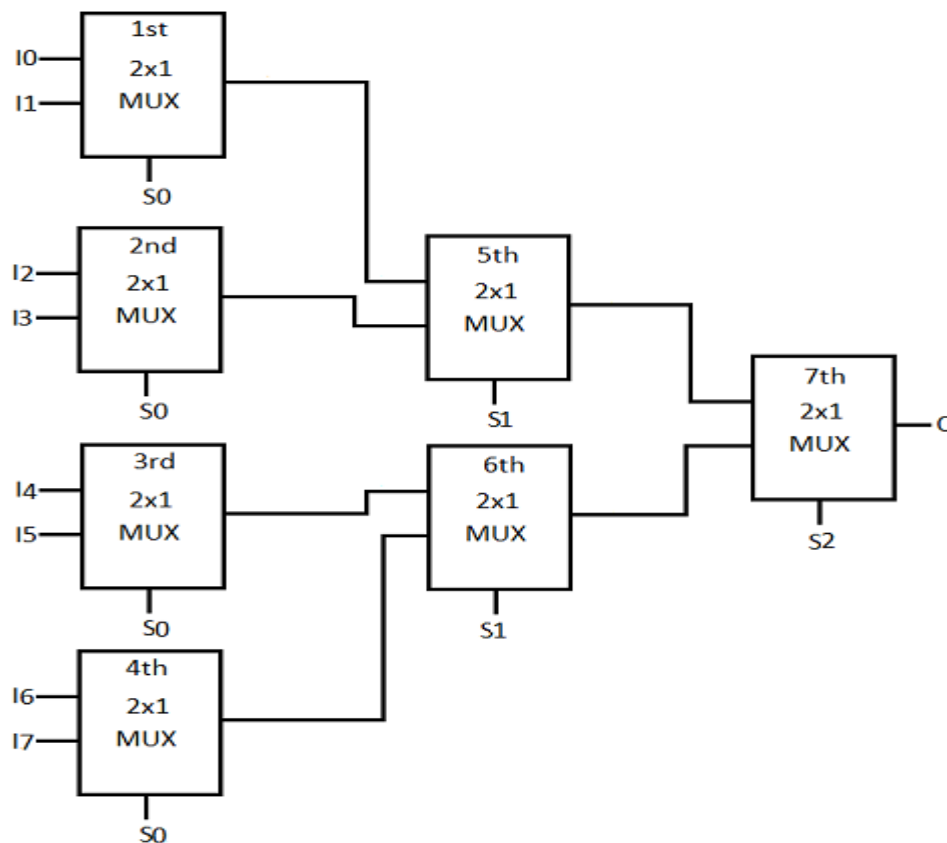 1st
I0
2x1
I1
MUX
S0
2nd
I2
2x1
I3
MUX
S0
5th
2x1
MUX
S1
3rd
I4
2x1
I5
MUX
S0
6th
2x1
MUX
S1
7th
2x1
MUX
S2
4th
I6
2x1
I7
MUX
S0